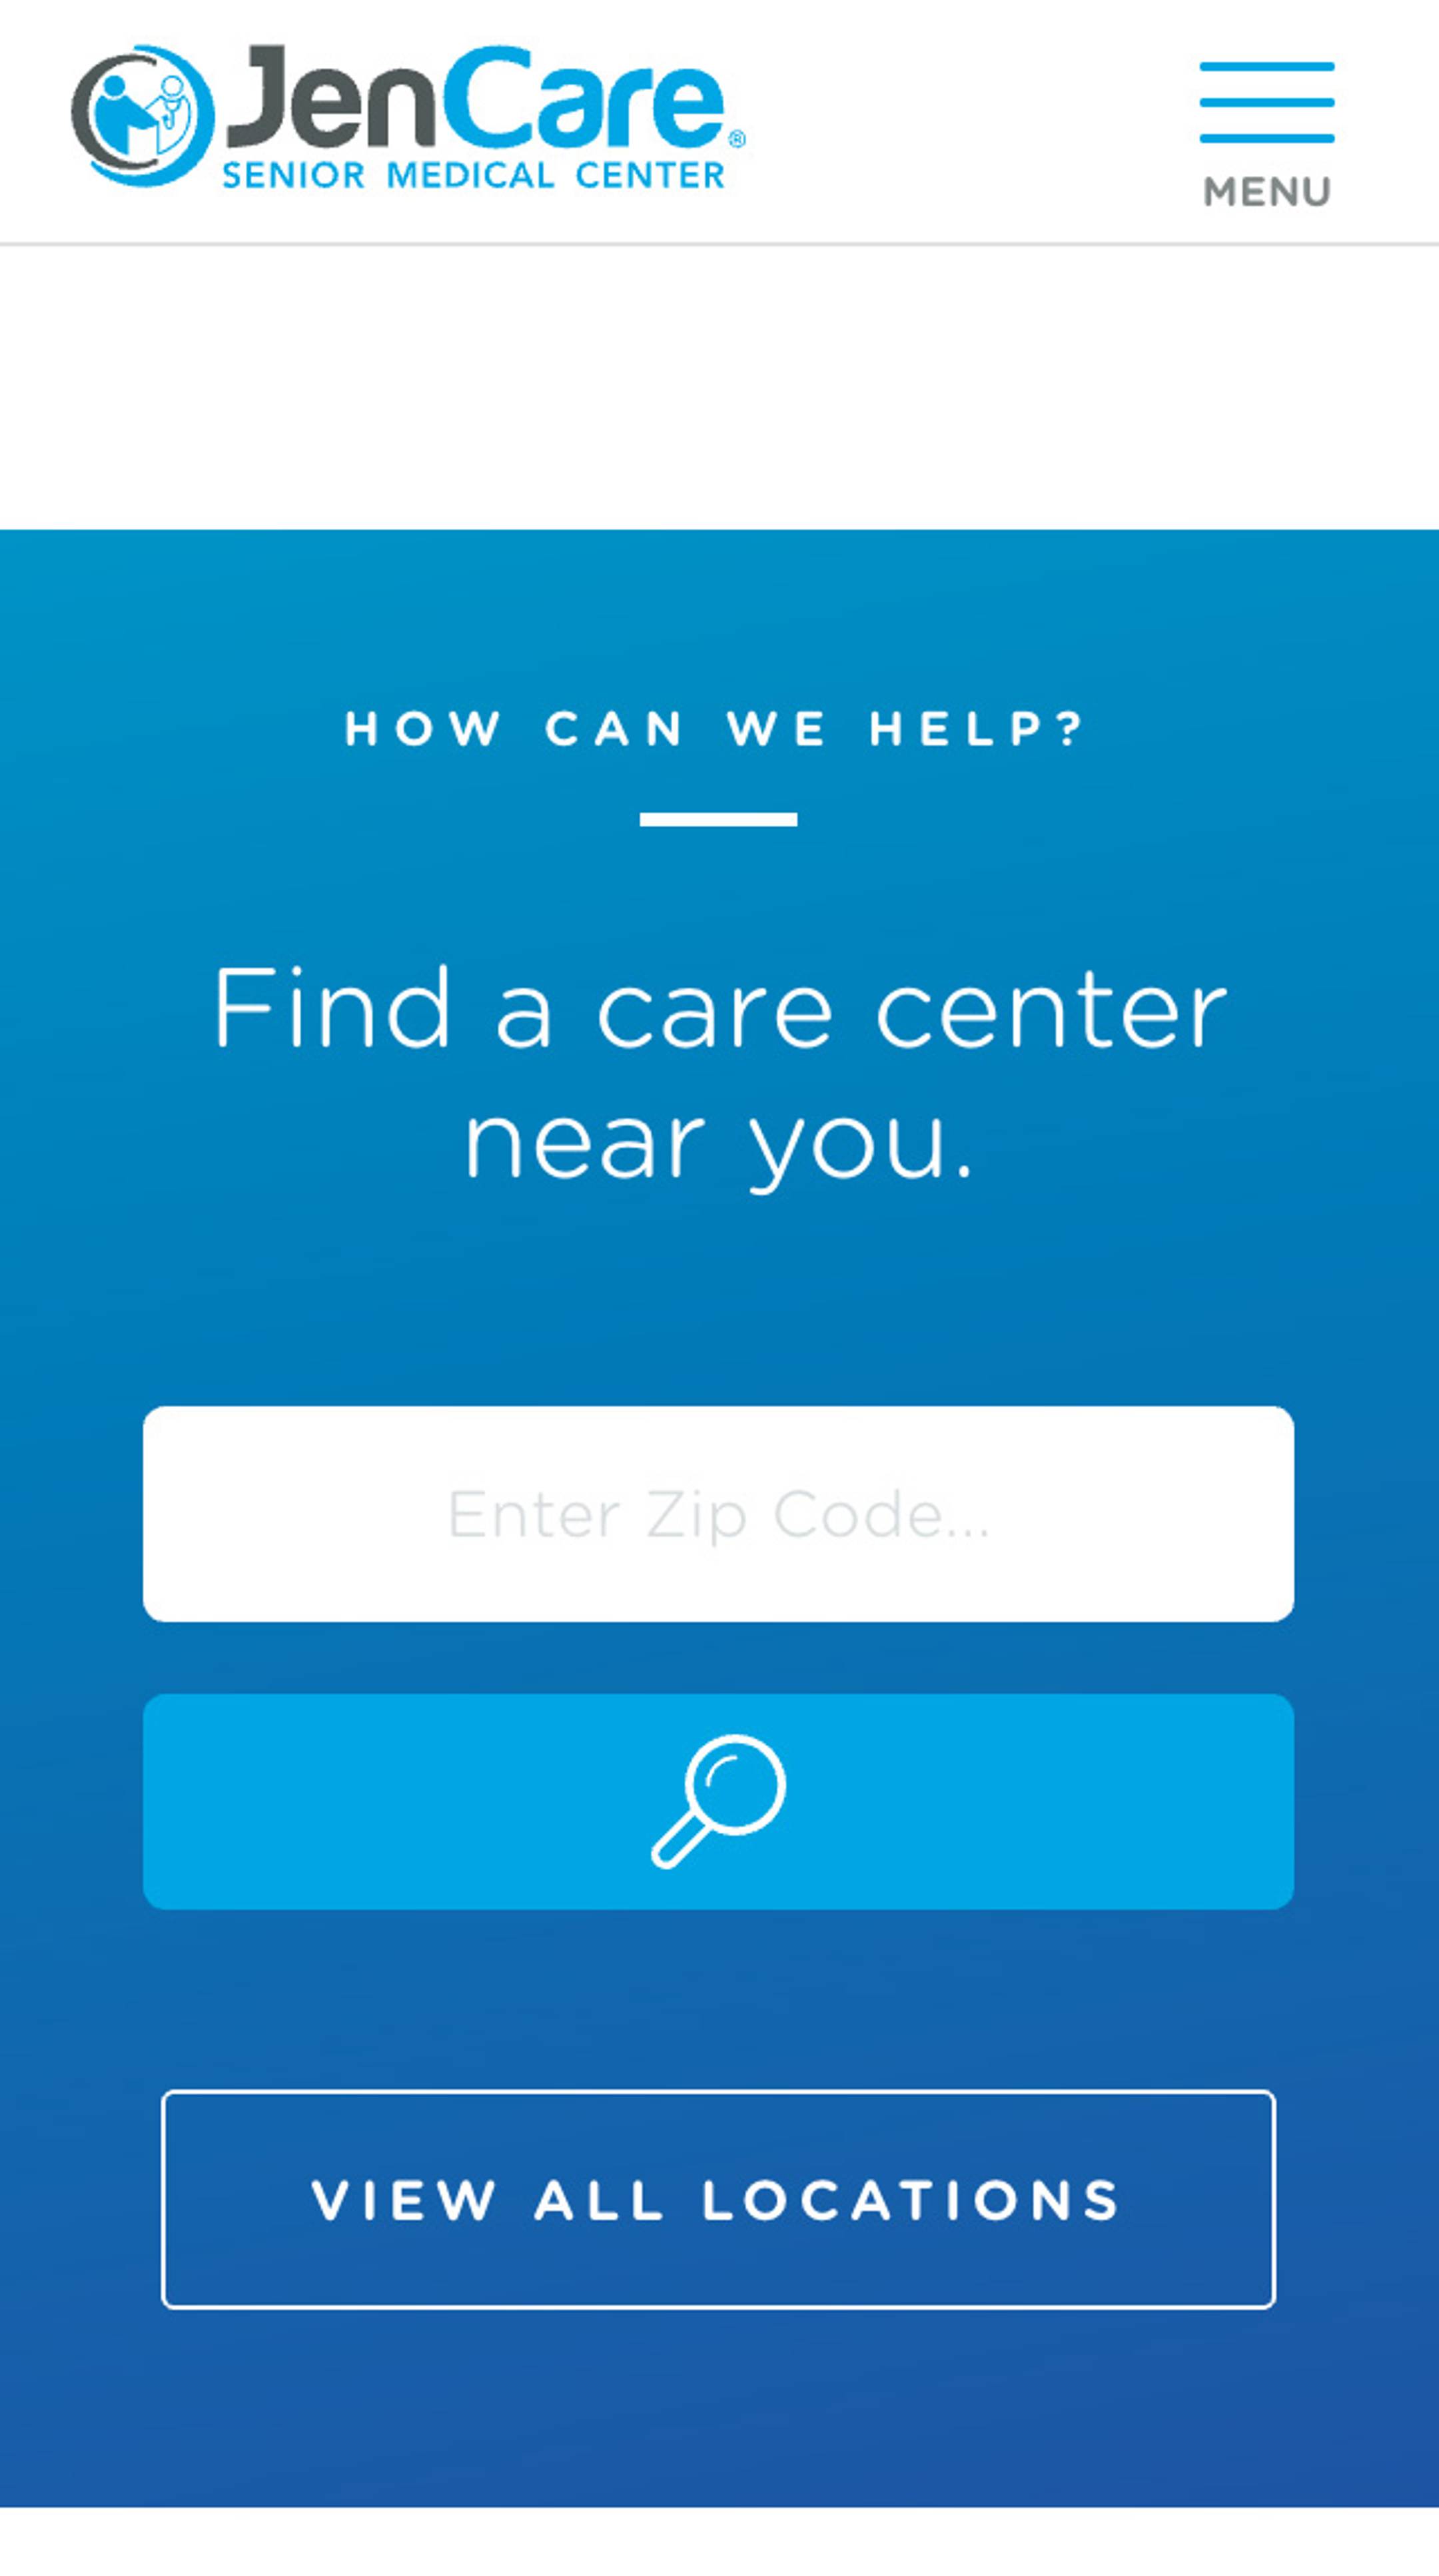 JenCare®
SENIOR MEDICAL CENTER
MENU
HOW CAN WE HELP?
Find a care center
near you.
Enter Zip Code...
VIEW ALL LOCATIONS